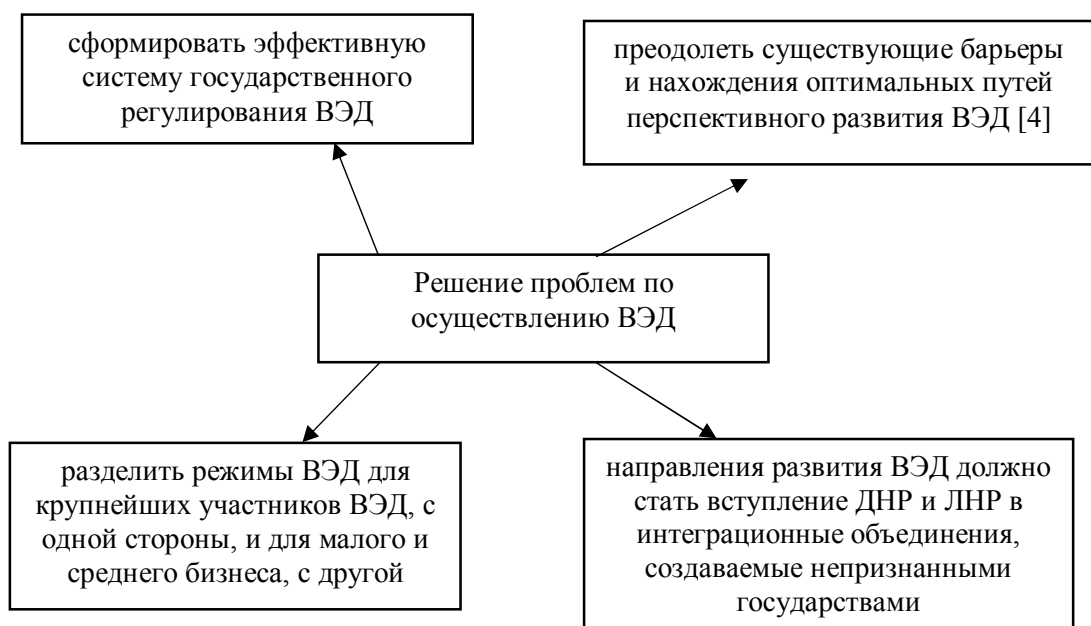 сформировать эффективную
систему государственного
регулирования ВЭД
преодолеть существующие барьеры
и нахождения оптимальных путей
перспективного развития ВЭД [4]
Решение проблем по
осуществлению ВЭД
разделить режимы ВЭД для
крупнейших участников ВЭД, с
одной стороны, и для малого и
среднего бизнеса, с другой
направления развития ВЭД должно
стать вступление ДНР и ЛНР в
интеграционные объединения,
создаваемые непризнанными
государствами